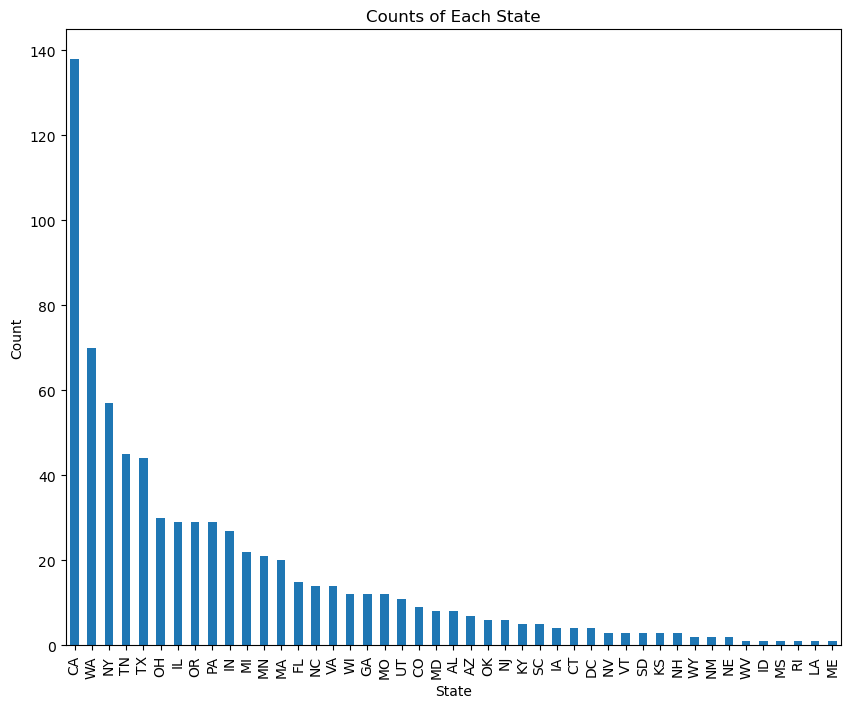 Counts of Each State
140
120
100
80
60
40
20
0
Count
CA WA NY TN TX OH IL OR PA IN MI MN MA FL NC VA WI GA MO UT CO MD AL AZ OK NJ KY SC IA CT DC NV VT SD KS NH WY NM NE WV ID MS RI LA ME
State